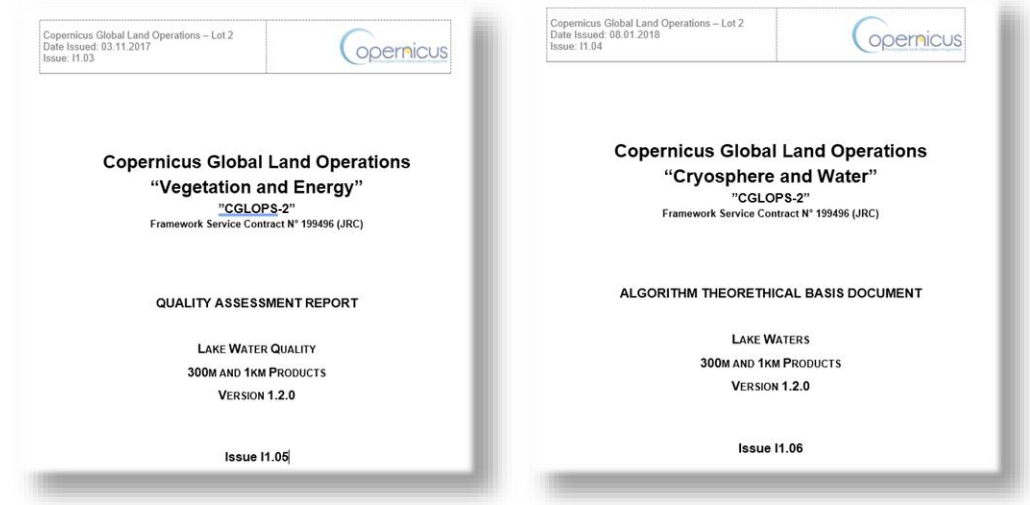 Copernicus Global Land Operations – Lot 2
Date Issued: 03.11.2017
Issue: I1.03
opernicus
Copernicus Global Land Operations
“Vegetation and Energy”
”CGLOPS-2”
Framework Service Contract N° 199496 (JRC)
QUALITY ASSESSMENT REPORT
LAKE WATER QUALITY
300M AND 1KM PRODUCTS
VERSION 1.2.0
Issue I1.05
Copernicus Global Land Operations – Lot 2
Date Issued: 08.01.2018
Issue: I1.04
opernicus
Copernicus Global Land Operations
“Cryosphere and Water”
”CGLOPS-2”
Framework Service Contract N° 199496 (JRC)
ALGORITHM THEORETHICAL BASIS DOCUMENT
LAKE WATERS
300M AND 1KM PRODUCTS
VERSION 1.2.0
Issue I1.06